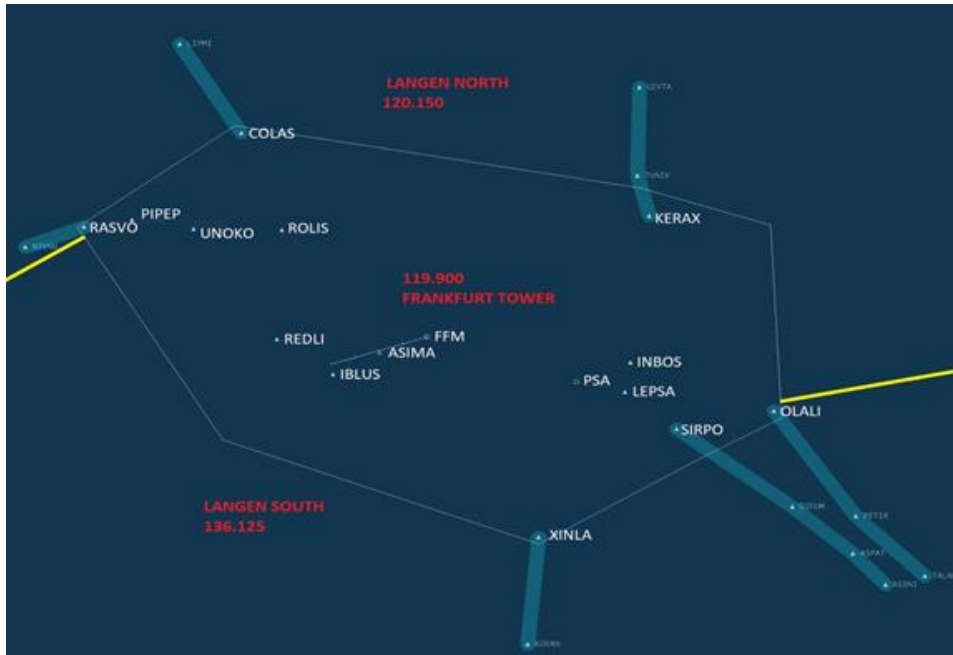 LANGEN NORTH
120.150
COLAS
KERAX
PIPEP
RASVO
UNOKO
ROLIS
119.900
FRANKFURT TOWER
FFM
REDLI
ASIMA
IBLUS
INBOS
PSA
LEPSA
OLALI
SIRPO
LANGEN SOUTH
136.125
XINLA